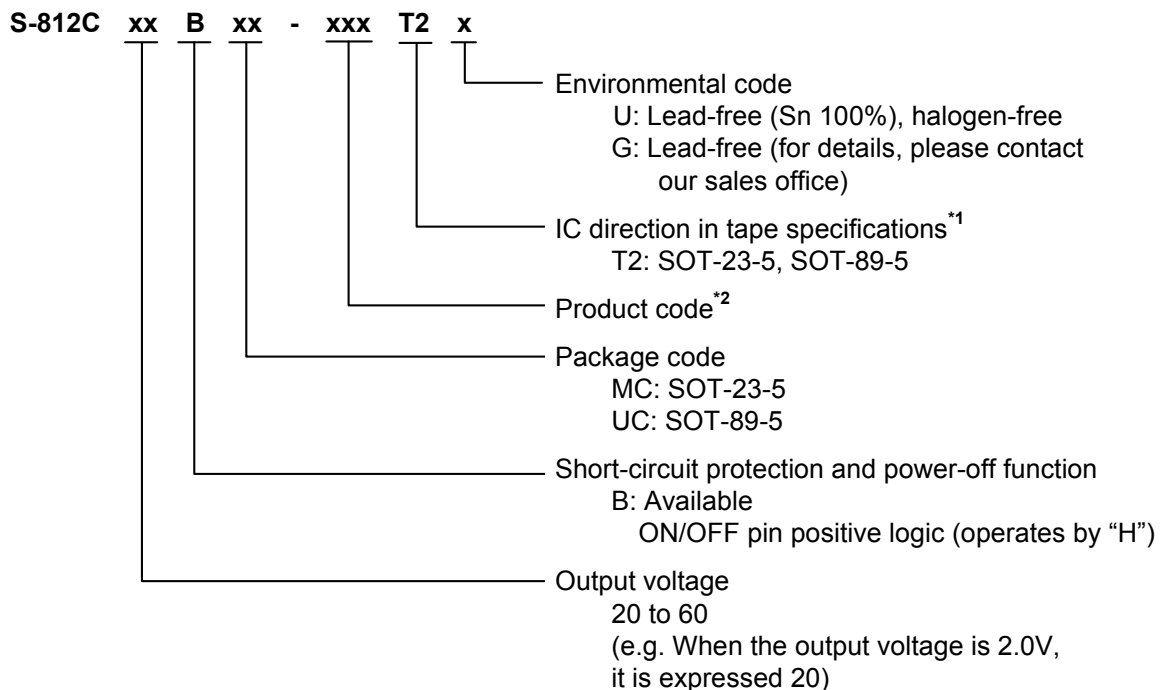 S-812C xx B xx - xxx T2 x
Environmental code
U: Lead-free (Sn 100%), halogen-free
G: Lead-free (for details, please contact
our sales office)
IC direction in tape specifications*1
T2: SOT-23-5, SOT-89-5
Product code*2
Package code
MC: SOT-23-5
UC: SOT-89-5
Short-circuit protection and power-off function
B: Available
ON/OFF pin positive logic (operates by “H”)
Output voltage
20 to 60
(e.g. When the output voltage is 2.0V,
it is expressed 20)